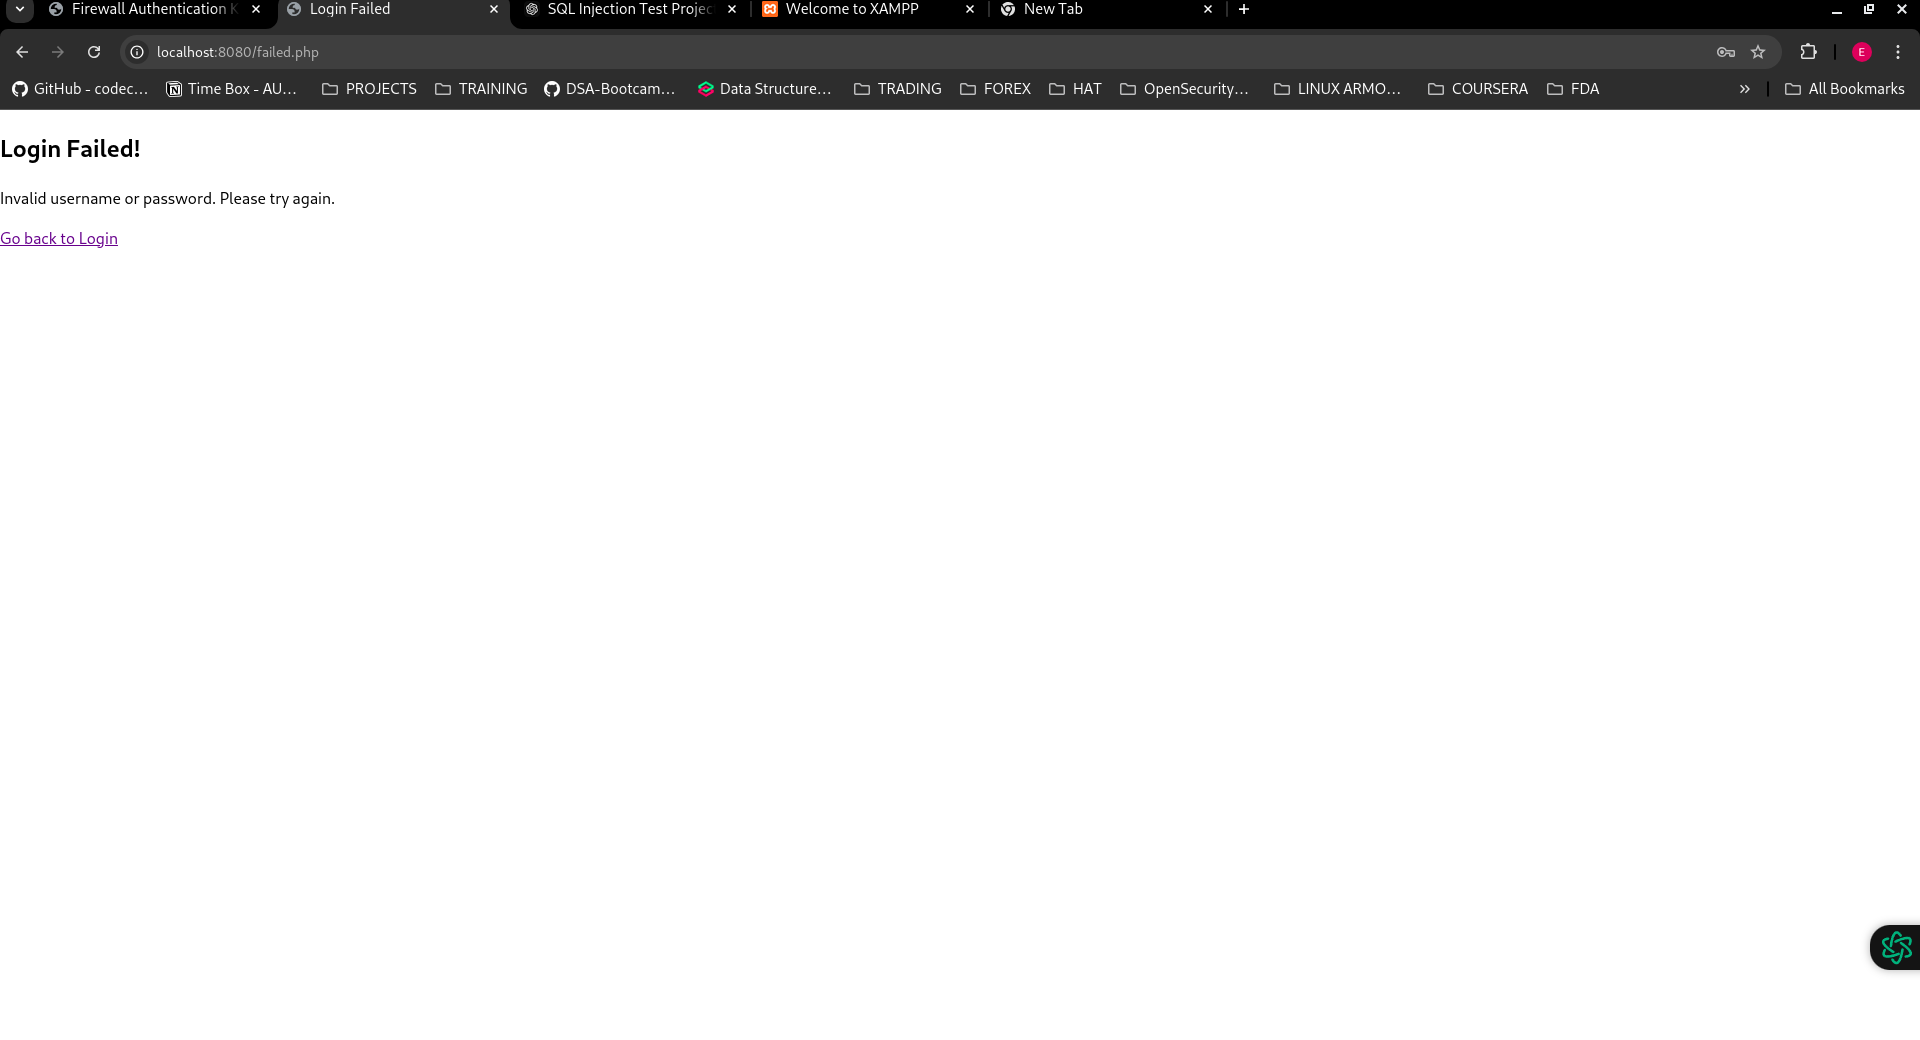 Firewall Authentication K
Login Failed
SQL Injection Test Projec
Welcome to XAMPP
New Tab
localhost:8080/failed.php
E
GitHub - codec...
Time Box - AU...
PROJECTS
TRAINING
DSA-Bootcam...
Data Structure...
TRADING
FOREX
HAT
OpenSecurity...
LINUX ARMO...
COURSERA
FDA
All Bookmarks
Login Failed!
Invalid username or password. Please try again.
Go back to Login